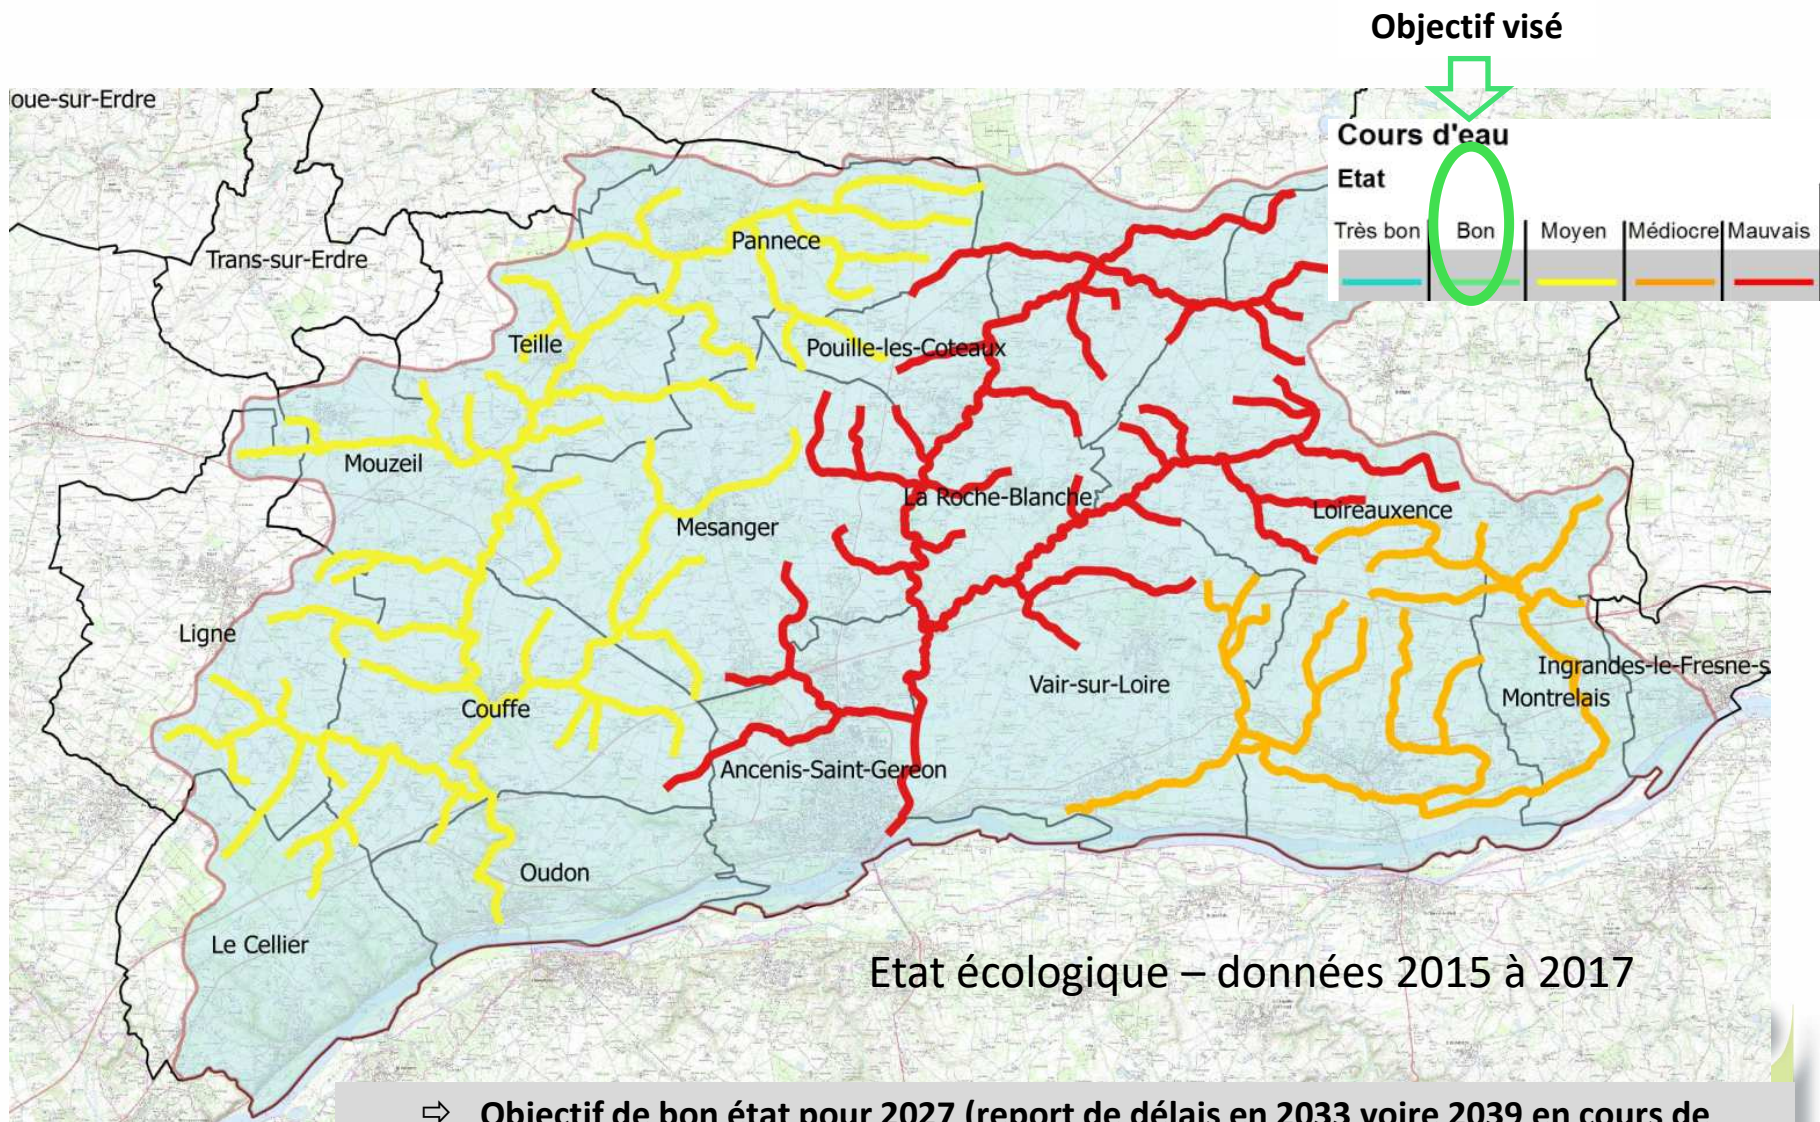 Objectif visé
oue-sur-Erdre
Cours d'eau
Etat
Très bon Bon Moyen Médiocre Mauvais
Pannece
Trans-sur-Erdre
Teille
Pouille-les-Coteaux
Mouzeil
La Roche-Blanche
Loireauxence
Mesanger
Ligne
Ingrandes-le-Fresne-s
Vair-sur-Loire
Montrelais
Couffe
Ancenis-Saint-Gereon
Oudon
Le Cellier
Etat écologique – données 2015 à 2017
⇨ Objectif de bon état pour 2027 (report de délais en 2033 voire 2039 en cours de